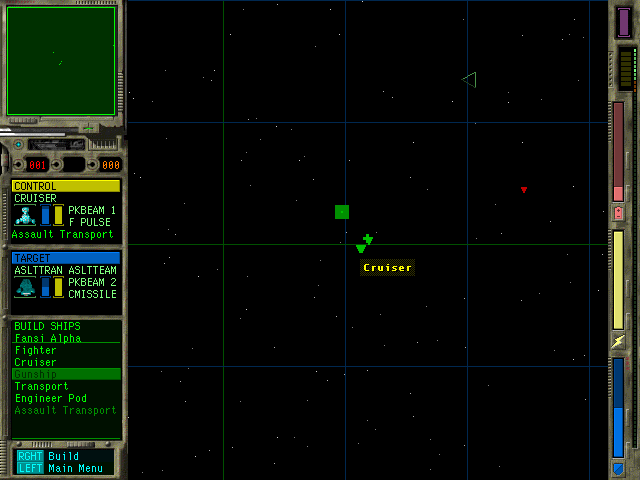 001 000
CONTROL
CRUISER
PKBEAM 1
F PULSE
Assault Transport
TARGET
ASLTTRAN ASLTTEAM
PKBEAM 2
CMISSILE
BUILD SHIPS
Fansi Alpha
Fighter
Cruiser
Gunship
Transport
Engineer Pod
Assault Transport
RGHT Build
LEFT Main Menu
Cruiser